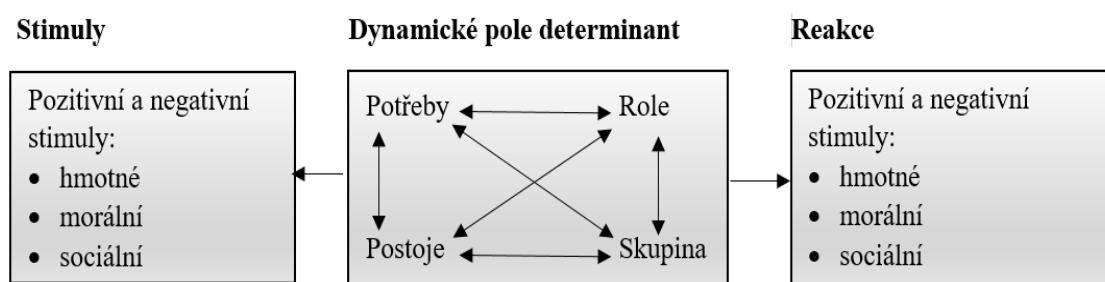 Stimuly
Dynamické pole determinant
Reakce
Pozitivní a negativní
stimuly:
• hmotné
• morální
• sociální
Potřeby
Role
Postoje
Skupina
Pozitivní a negativní
stimuly:
• hmotné
• morální
• sociální